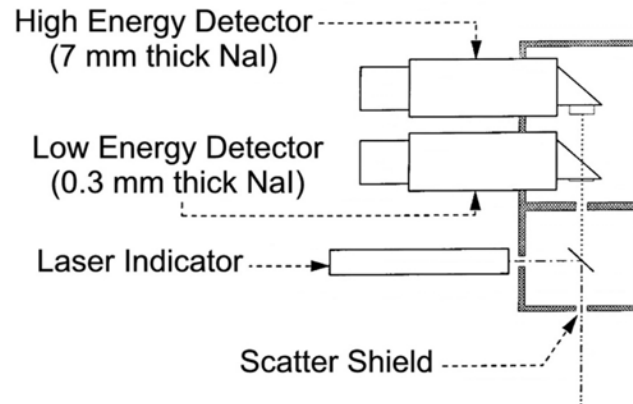 High Energy Detector
(7 mm thick NaI)
Low Energy Detector
(0.3 mm thick NaI)
Laser Indicator
Scatter Shield